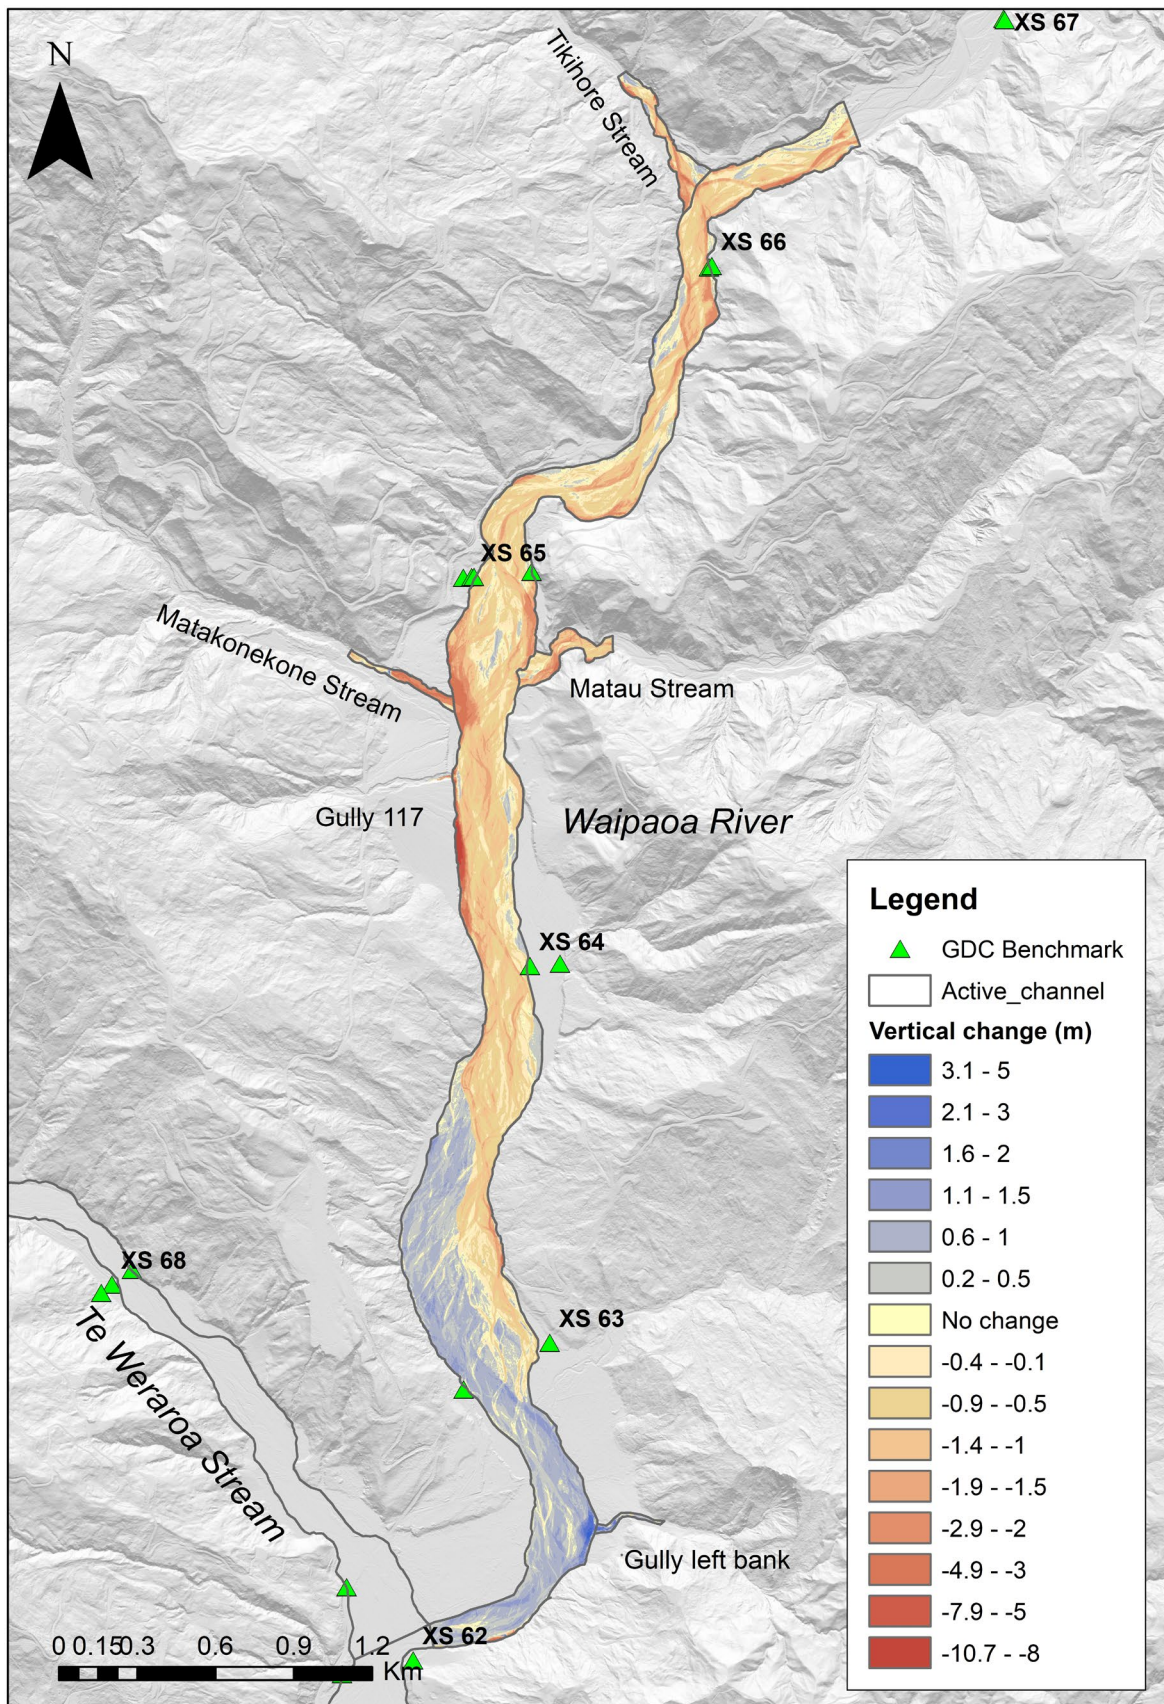 N
XS 67
Tikihore Stream
XS 66
XS 65
Matakonekone Stream
Matau Stream
Gully 117
Waipaoa River
XS 64
XS 68
XS 63
Te Weraroa Stream
Gully left bank
XS 62
0 0.15 0.3 0.6 0.9 1.2
Km
Legend
GDC Benchmark
Active_channel
Vertical change (m)
3.1 - 5
2.1 - 3
1.6 - 2
1.1 - 1.5
0.6 - 1
0.2 - 0.5
No change
-0.4 - -0.1
-0.9 - -0.5
-1.4 - -1
-1.9 - -1.5
-2.9 - -2
-4.9 - -3
-7.9 - -5
-10.7 - -8